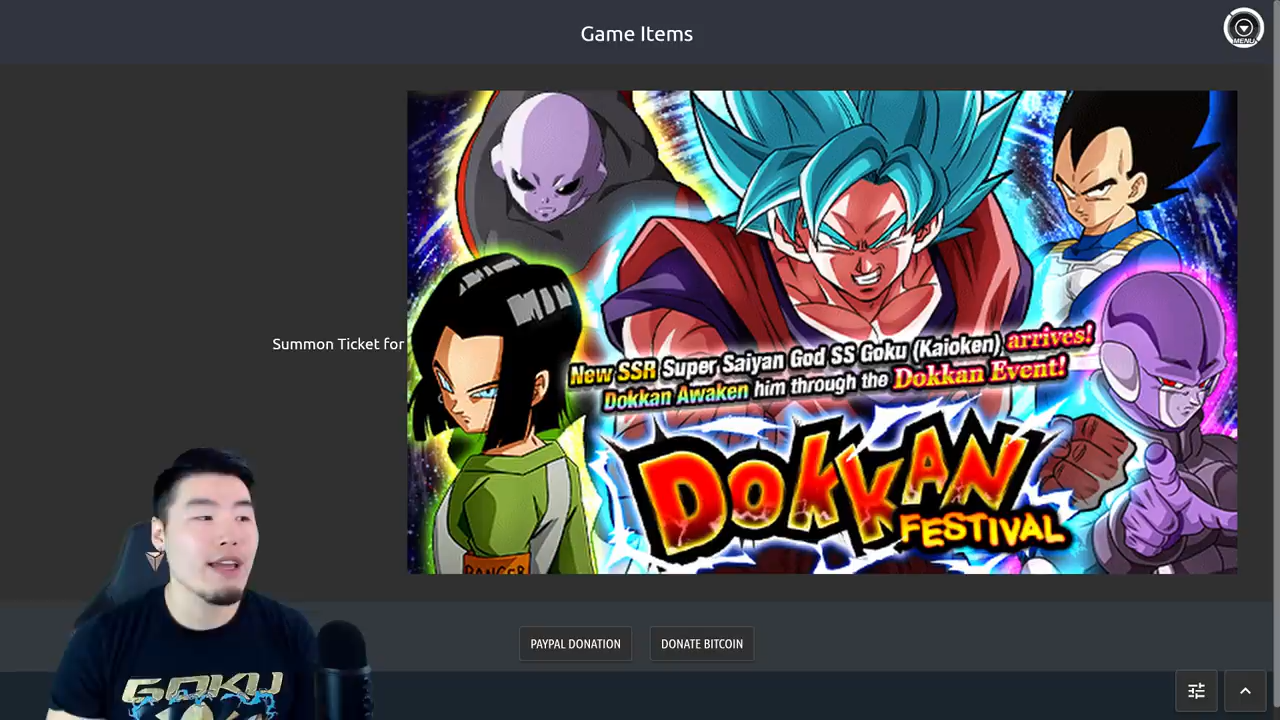 Game Items
MENU
Summon Ticket for
New SSR Super Saiyan God SS Goku (Kaioken) arrives!
Dokkan Awaken him through the Dokkan Event!
DOKKAN
FESTIVAL
DANGER
PAYPAL DONATION
DONATE BITCOIN
GOKU